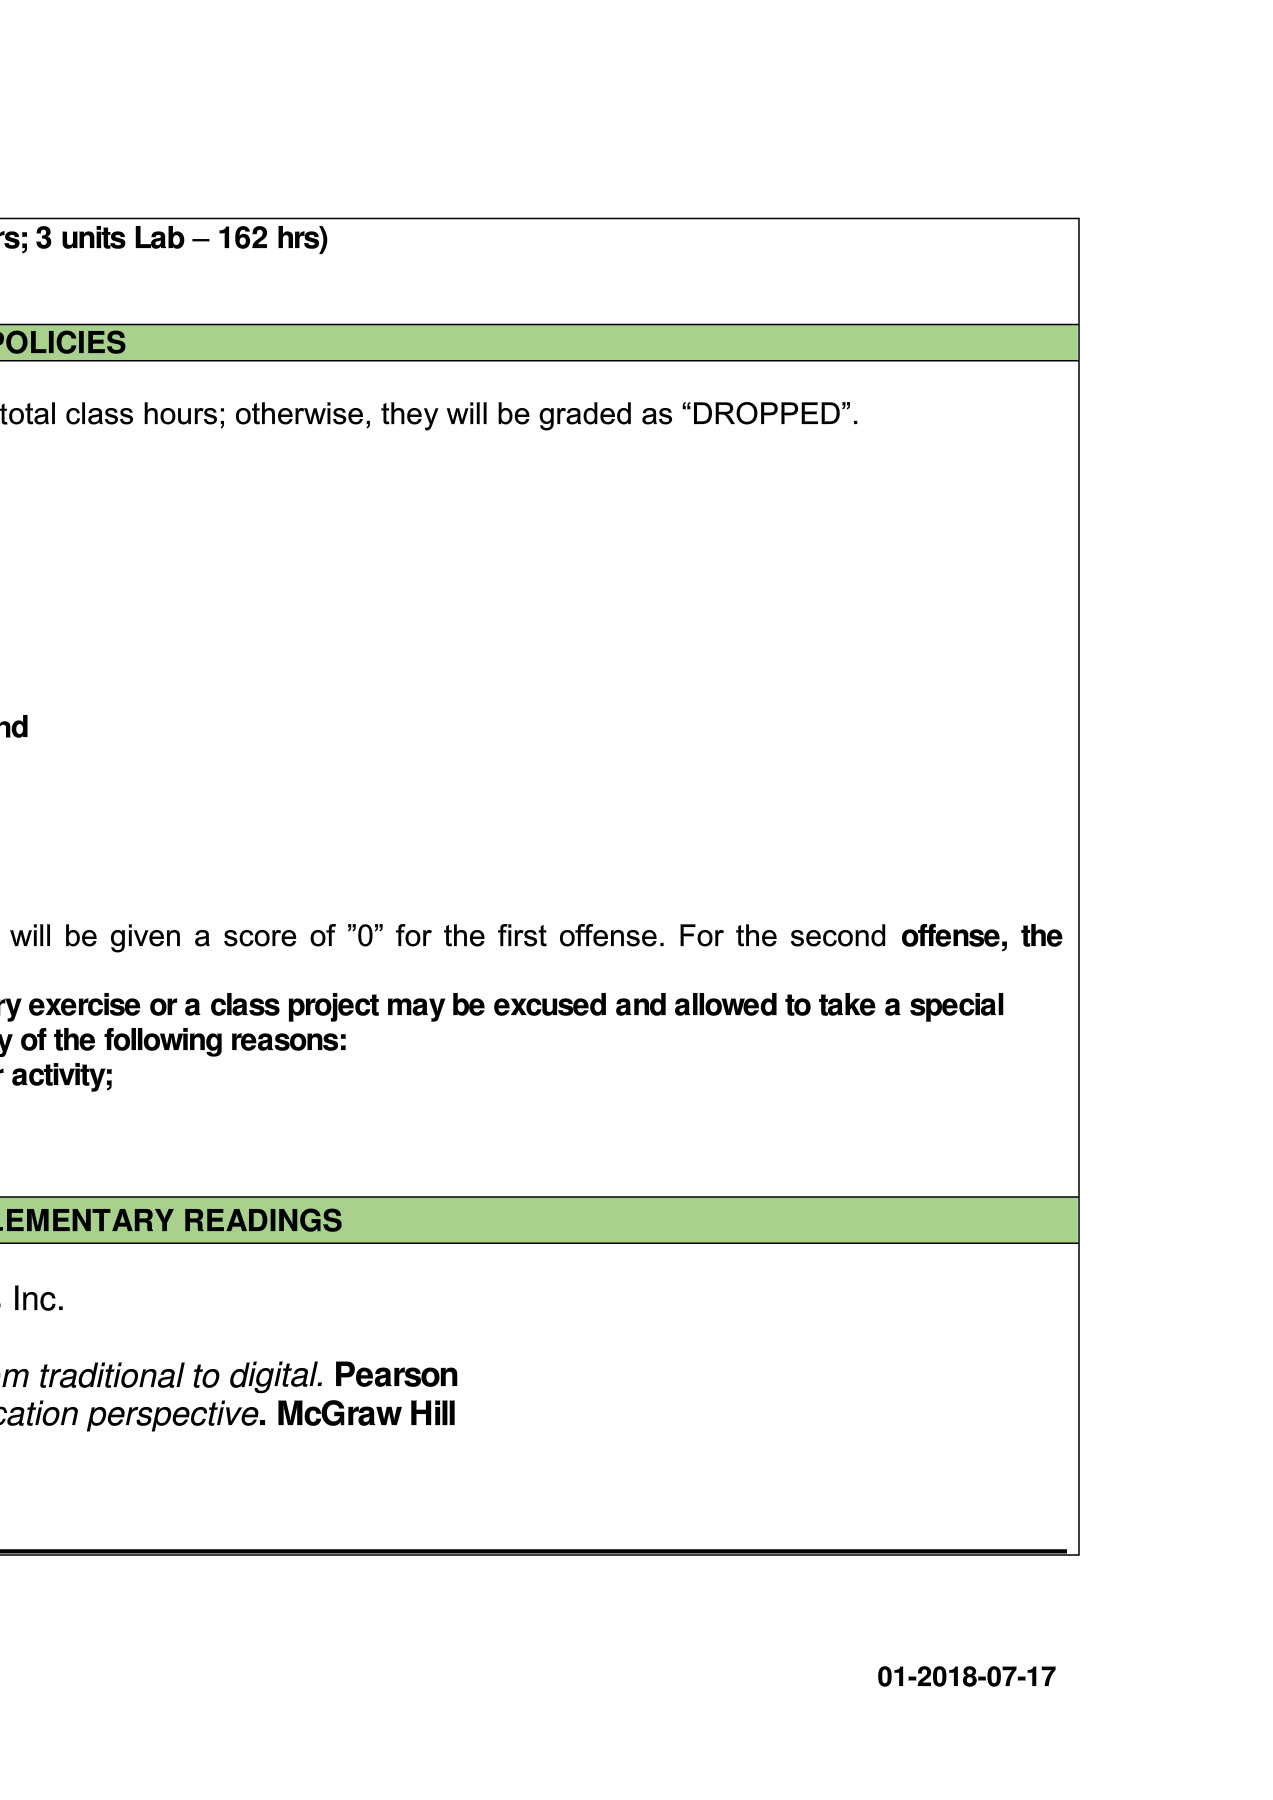 rs; 3 units Lab – 162 hrs)
POLICIES
total class hours; otherwise, they will be graded as “DROPPED”.
nd
will be given a score of ”0” for the first offense. For the second offense, the
ry exercise or a class project may be excused and allowed to take a special
y of the following reasons:
r activity;
LEMENTARY READINGS
Inc.
om traditional to digital. Pearson
cation perspective. McGraw Hill
01-2018-07-17